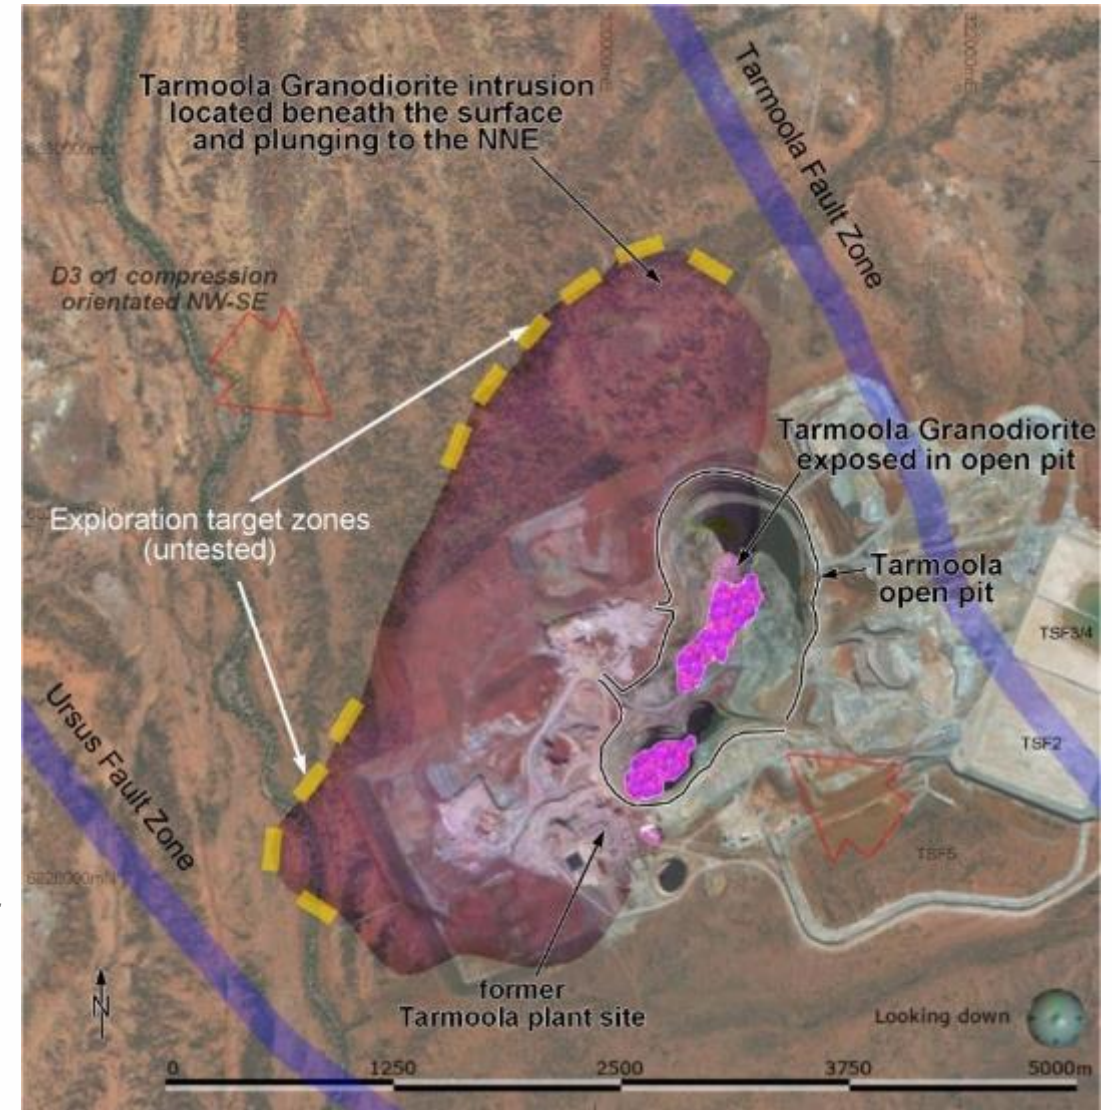 Tarmoola Granodiorite intrusion
located beneath the surface
and plunging to the NNE
Tarmoola Fault Zone
D3 σ1 compression
orientated NW-SE
Tarmoola Granodiorite
exposed in open pit
Exploration target zones
(untested)
Tarmoola
open pit
TSF3/4
TSF2
Ursus Fault Zone
TSF5
6828000mN
former
Tarmoola plant site
N
Looking down
0 1250 2500 3750 5000m